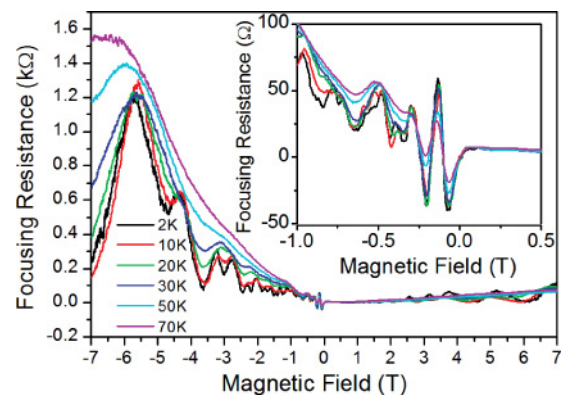 Focusing Resistance (kΩ)
1.6
1.4
1.2
1.0
0.8
0.6
0.4
0.2
0.0
-0.2
-7 -6 -5 -4 -3 -2 -1 0 1 2 3 4 5 6 7
Magnetic Field (T)
2K
10K
20K
30K
50K
70K
Focusing Resistance (Ω)
100
50
0
-50
-1.0 -0.5 0.0 0.5
Magnetic Field (T)